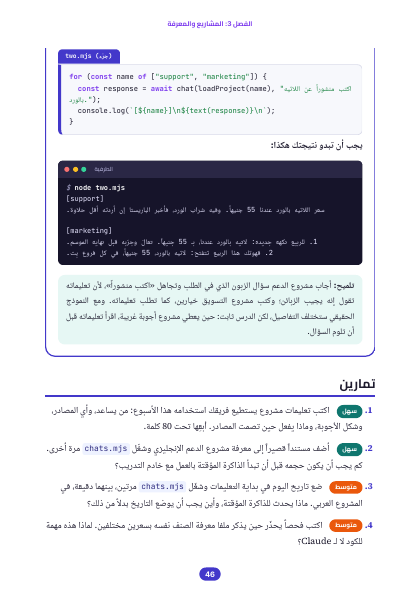 الفصل 3: المشاريع والمعرفة
two.mjs (جزء)
for (const name of ["support", "marketing"]) {
const response = await chat(loadProject(name), "اكتب منشوراً عن اللاتيه
بالورد.");
console.log(`[${name}]\n${text(response)}\n`);
}
يجب أن تبدو نتيجتك هكذا:
الطرفية
$ node two.mjs
[support]
سعر اللاتيه بالورد عندنا 55 جنيهاً. وفيه شراب الورد، فأخبر الباريستا إن أردته أقل حلاوة.
[marketing]
1. للربيع نكهة جديدة: لاتيه بالورد عندنا، بـ 55 جنيهاً. تعالَ وجرّبه قبل نهاية الموسم.
2. قهوتك هذا الربيع تتفتح: لاتيه بالورد، 55 جنيهاً، في كل فروع بِنّ.
تلميح: أجاب مشروع الدعم سؤال الزبون الذي في الطلب وتجاهل «اكتب منشوراً»، لأن تعليماته
تقول إنه يجيب الزبائن؛ وكتب مشروع التسويق خيارين، كما تطلب تعليماته. ومع النموذج
الحقيقي ستختلف التفاصيل، لكن الدرس ثابت: حين يعطي مشروع أجوبة غريبة، اقرأ تعليماته قبل
أن تلوم السؤال.
تمارين
1. سهل اكتب تعليمات مشروع يستطيع فريقك استخدامه هذا الأسبوع: من يساعد، وأي المصادر،
وشكل الأجوبة، وماذا يفعل حين تصمت المصادر. أبقِها تحت 80 كلمة.
2. سهل أضف مستنداً قصيراً إلى معرفة مشروع الدعم الإنجليزي وشغّل chats.mjs مرة أخرى.
كم يجب أن يكون حجمه قبل أن تبدأ الذاكرة المؤقتة بالعمل مع خادم التدريب؟
3. متوسط ضع تاريخ اليوم في بداية التعليمات وشغّل chats.mjs مرتين، بينهما دقيقة، في
المشروع العربي. ماذا يحدث للذاكرة المؤقتة، وأين يجب أن يوضع التاريخ بدلاً من ذلك؟
4. متوسط اكتب فحصاً يحذّر حين يذكر ملفا معرفة الصنف نفسه بسعرين مختلفين. لماذا هذه مهمة
للكود لا لـ Claude؟
46